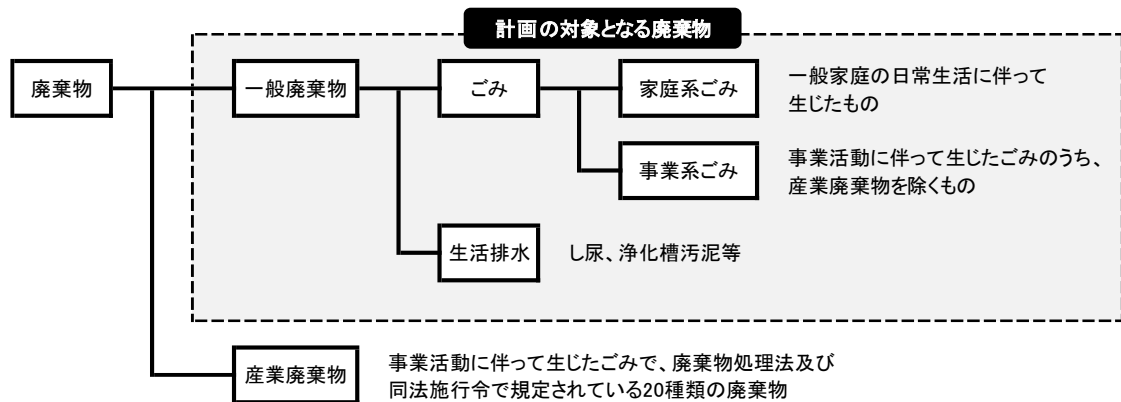 計画の対象となる廃棄物
廃棄物
一般廃棄物
ごみ
家庭系ごみ
一般家庭の日常生活に伴って
生じたもの
事業系ごみ
事業活動に伴って生じたごみのうち、
産業廃棄物を除くもの
生活排水
し尿、浄化槽汚泥等
産業廃棄物
事業活動に伴って生じたごみで、廃棄物処理法及び
同法施行令で規定されている20種類の廃棄物